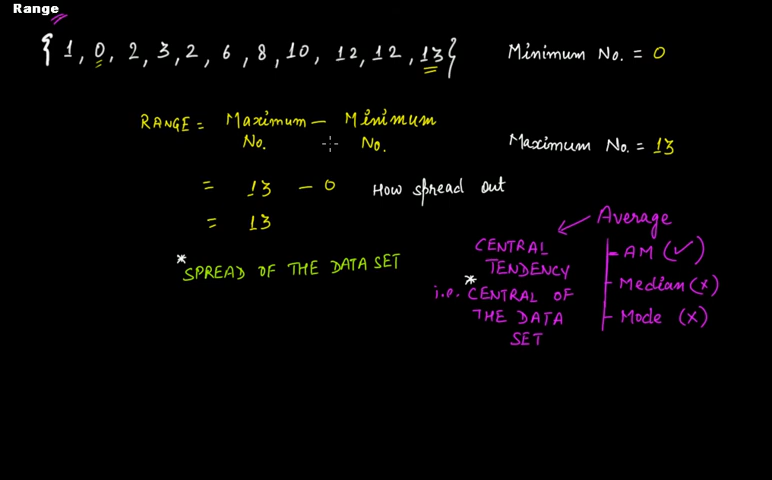 Range
{ 1, 0, 2, 3, 2, 6, 8, 10, 12, 12, 13 }
Minimum No. = 0
RANGE = Maximum — Minimum
No. No.
Maximum No. = 13
= 13 - 0
How spread out
= 13
*SPREAD OF THE DATA SET
Average
CENTRAL
TENDENCY
i.e. *CENTRAL OF
THE DATA
SET
- AM (✓)
- Median (x)
- Mode (x)